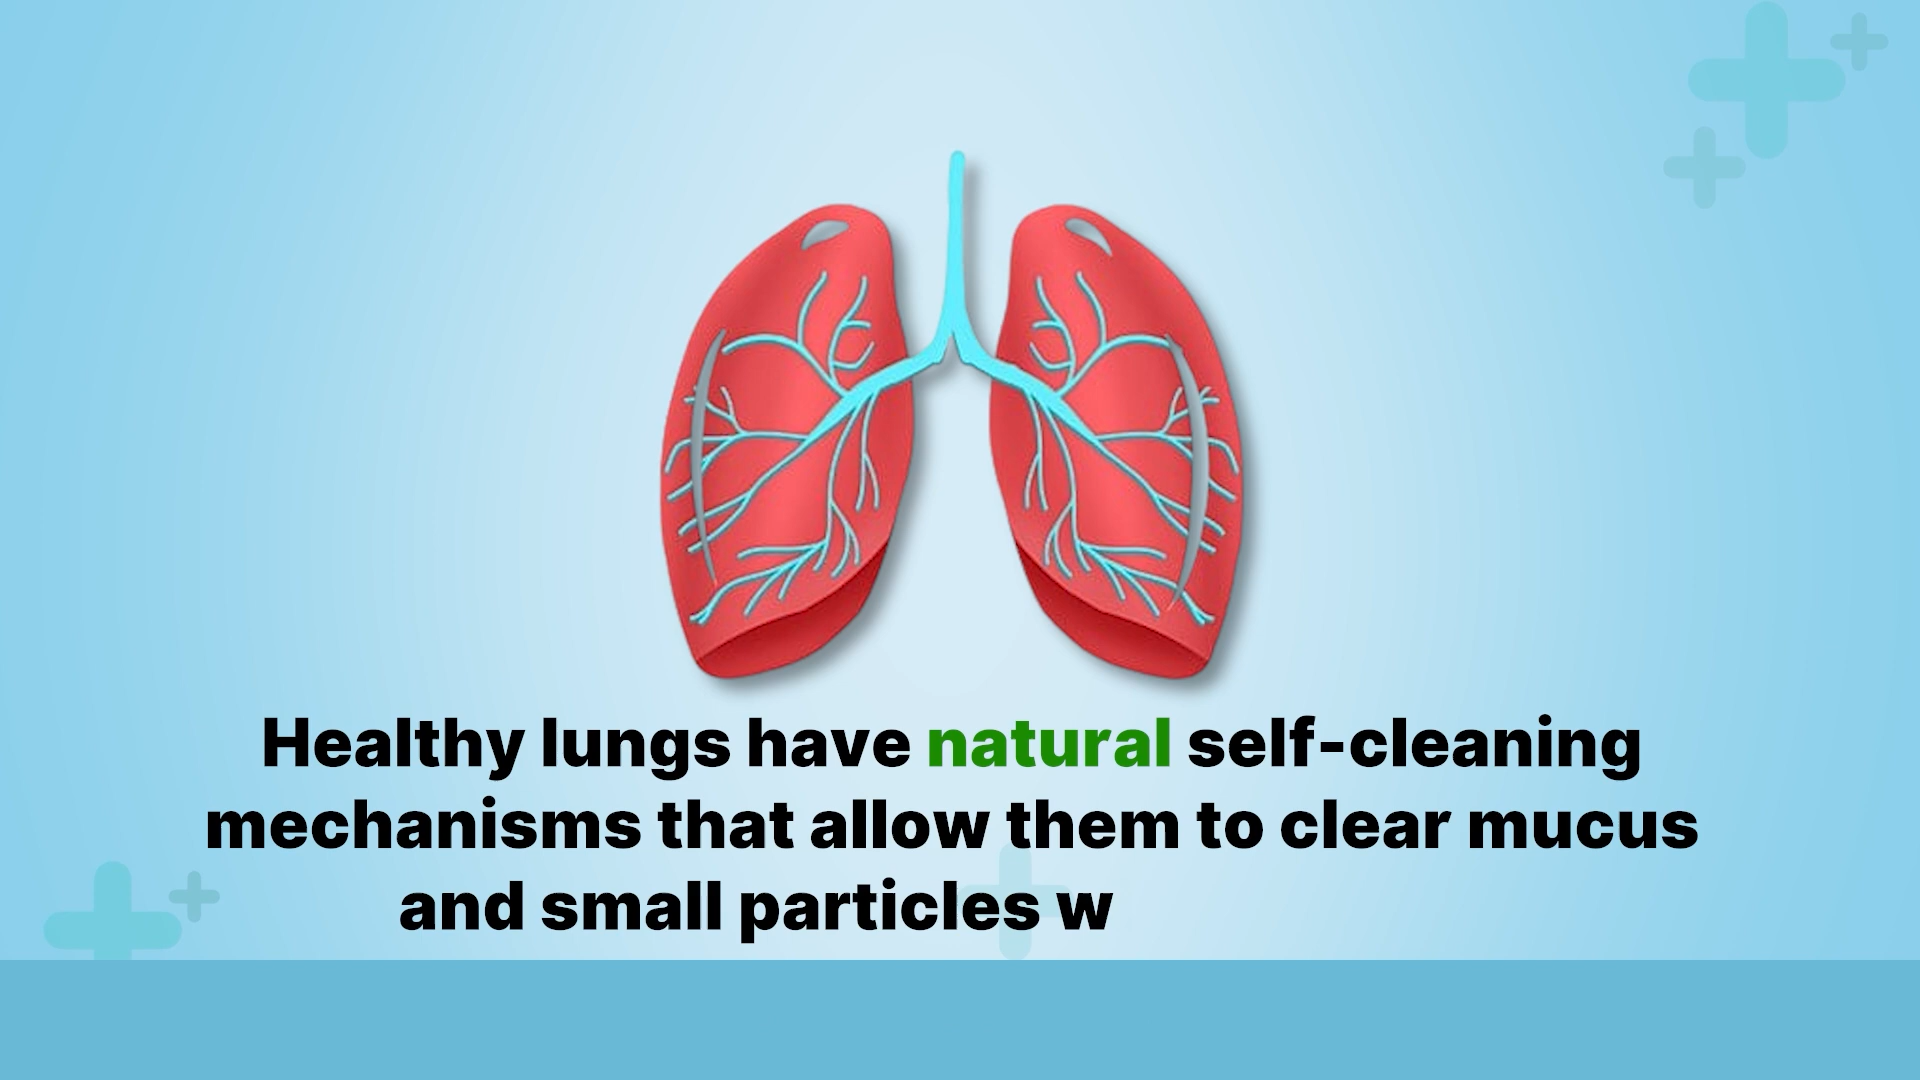 Healthy lungs have natural self-cleaning
mechanisms that allow them to clear mucus
and small particles w